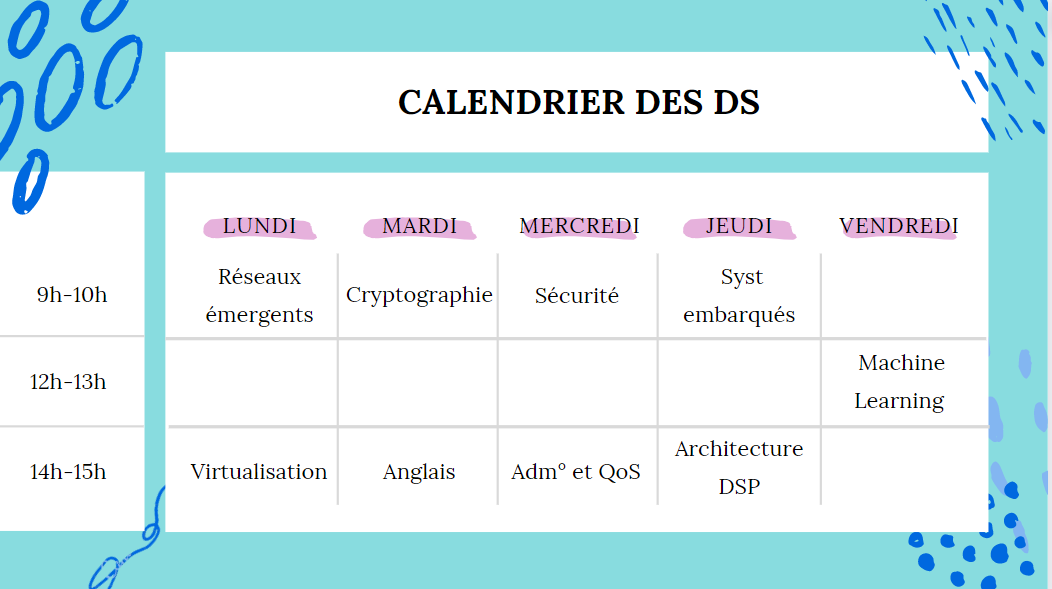 CALENDRIER DES DS
LUNDI MARDI MERCREDI JEUDI VENDREDI
9h-10h
Réseaux
émergents
Cryptographie
Sécurité
Syst
embarqués
12h-13h
Machine
Learning
14h-15h
Virtualisation
Anglais
Adm° et QoS
Architecture
DSP